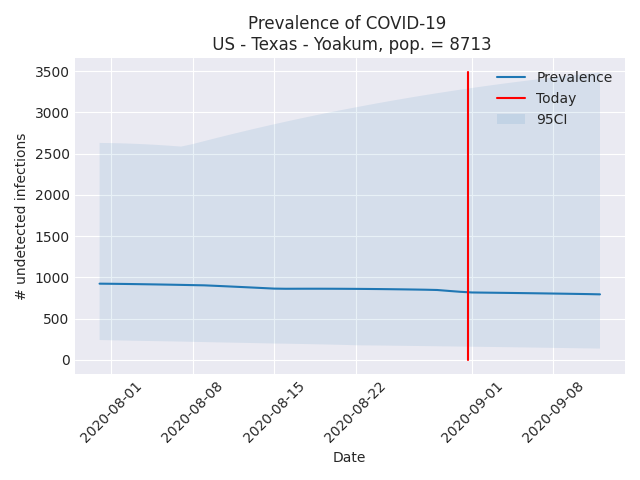 Prevalence of COVID-19
US - Texas - Yoakum, pop. = 8713
3500
3000
2500
2000
1500
1000
500
0
# undetected infections
Prevalence
Today
95CI
2020-08-01
2020-08-08
2020-08-15
2020-08-22
2020-09-01
2020-09-08
Date